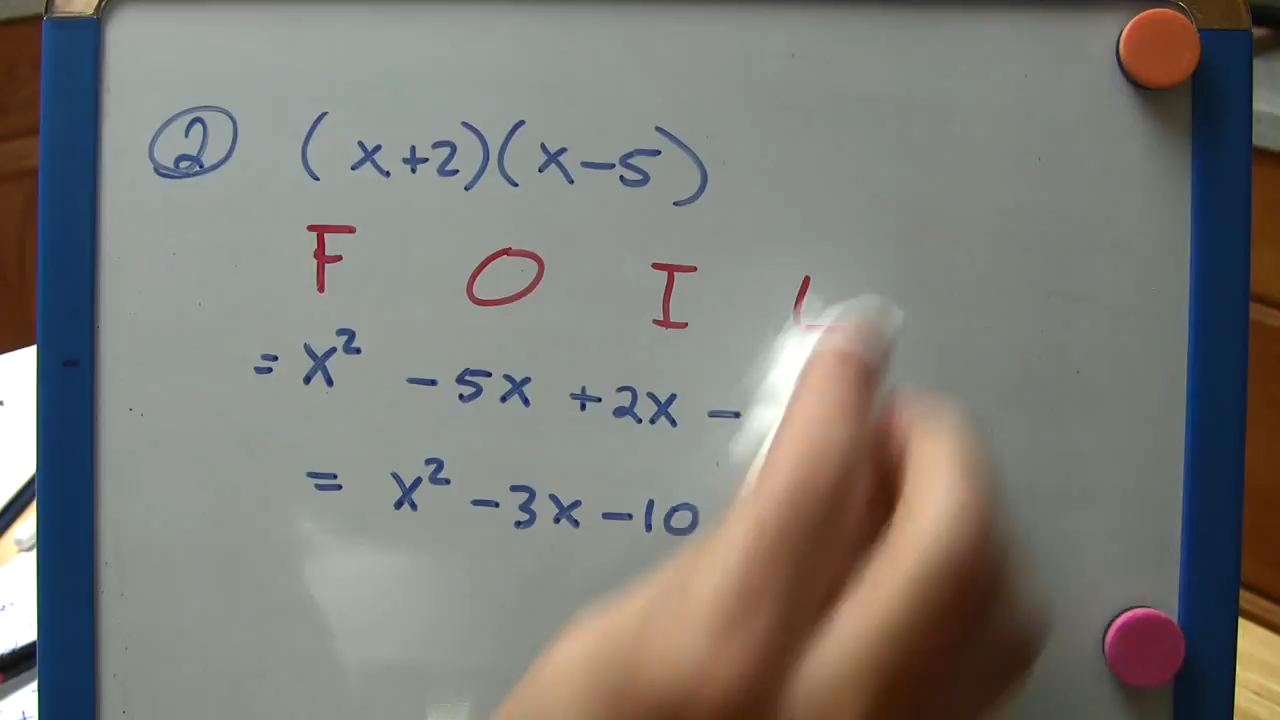 ② (x+2)(x-5)
F O I L
= x² -5x +2x -
= x² -3x -10